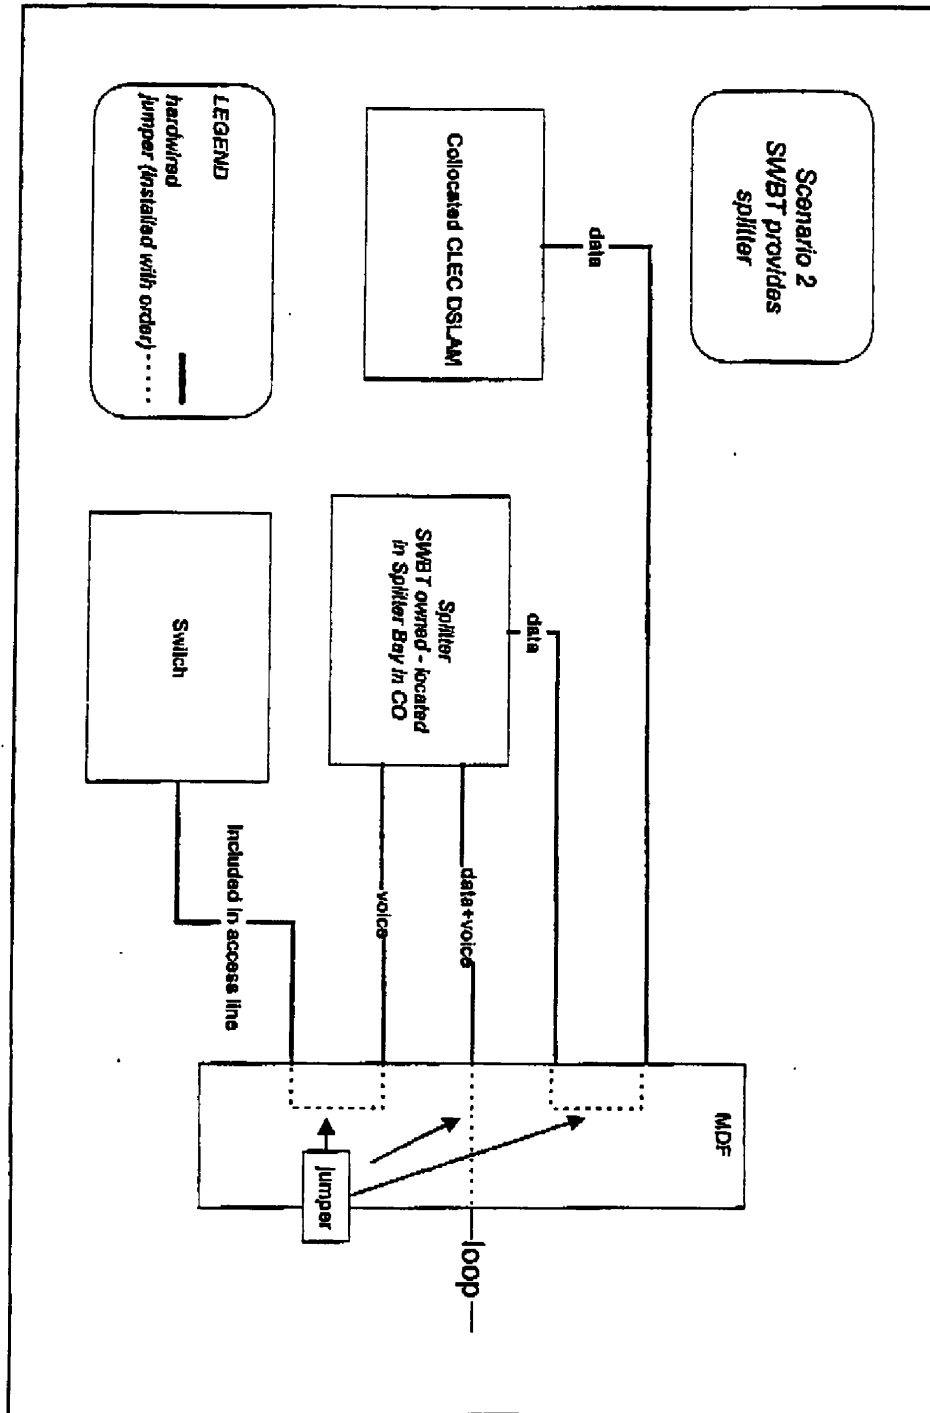 Scenario 2
SWBT provides
splitter
data
Collocated CLEC DSLAM
LEGEND
hardwired
jumper (installed with order)
data
Splitter
SWBT owned - located
in Splitter Bay in CO
Switch
data+voice
voice
Included in access line
MDF
jumper
loop